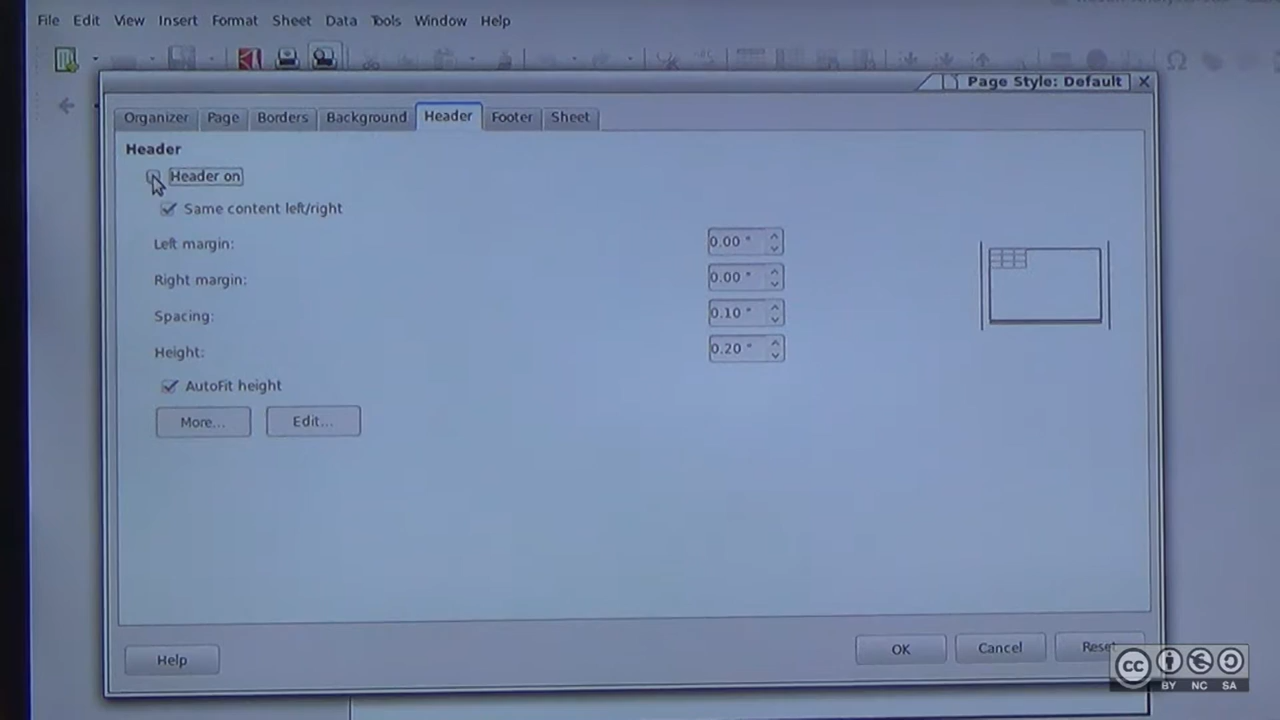 File Edit View Insert Format Sheet Data Tools Window Help
Page Style: Default
Organizer Page Borders Background Header Footer Sheet
Header
Header on
Same content left/right
Left margin: 0.00 "
Right margin: 0.00 "
Spacing: 0.10 "
Height: 0.20 "
AutoFit height
More... Edit...
Help OK Cancel Reset
cc BY NC SA